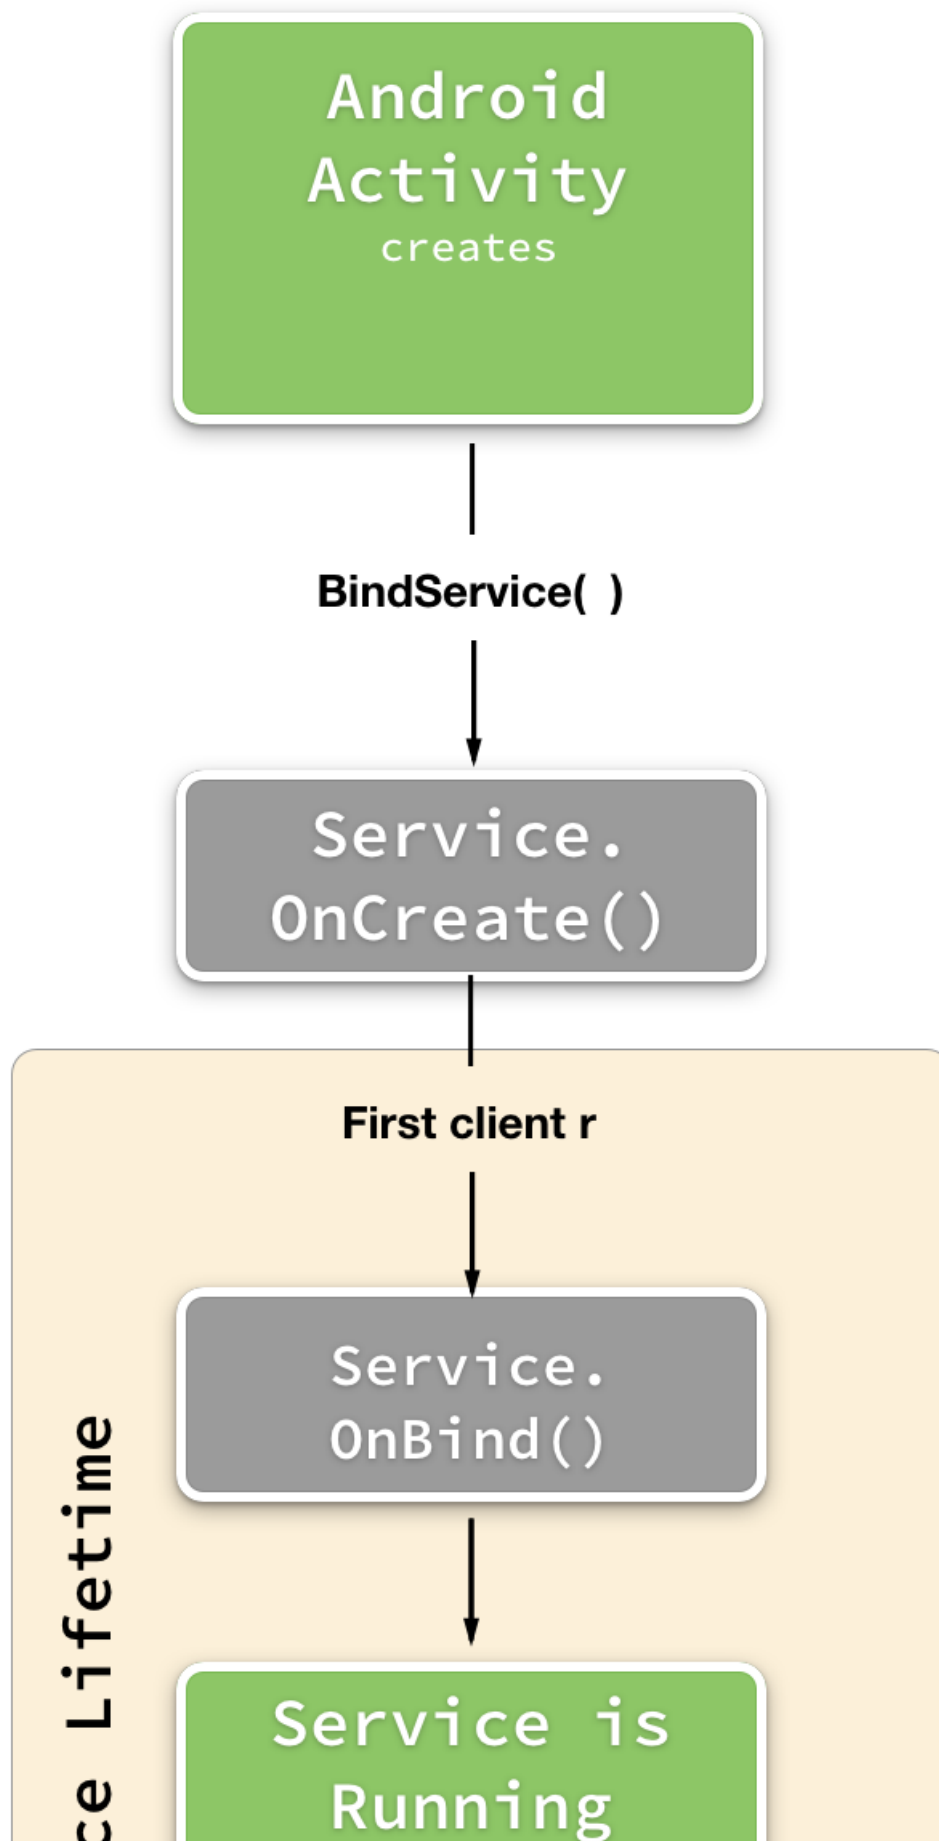 Android
Activity
creates
BindService( )
Service.
OnCreate()
First client r
Service.
OnBind()
Lifetime
Service is
Running